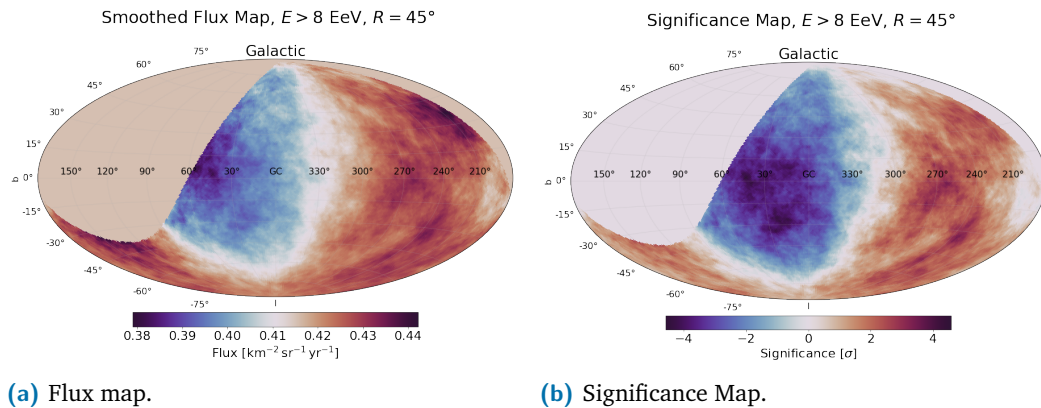 Smoothed Flux Map, E > 8 EeV, R = 45°
Galactic
75°
60°
45°
30°
15°
b 0°
-15°
-30°
-45°
-60°
-75°
150° 120° 90° 60° 30° GC 330° 300° 270° 240° 210°
l
0.38 0.39 0.40 0.41 0.42 0.43 0.44
Flux [km⁻² sr⁻¹ yr⁻¹]
(a) Flux map.
Significance Map, E > 8 EeV, R = 45°
Galactic
75°
60°
45°
30°
15°
b 0°
-15°
-30°
-45°
-60°
-75°
150° 120° 90° 60° 30° GC 330° 300° 270° 240° 210°
l
−4 −2 0 2 4
Significance [σ]
(b) Significance Map.